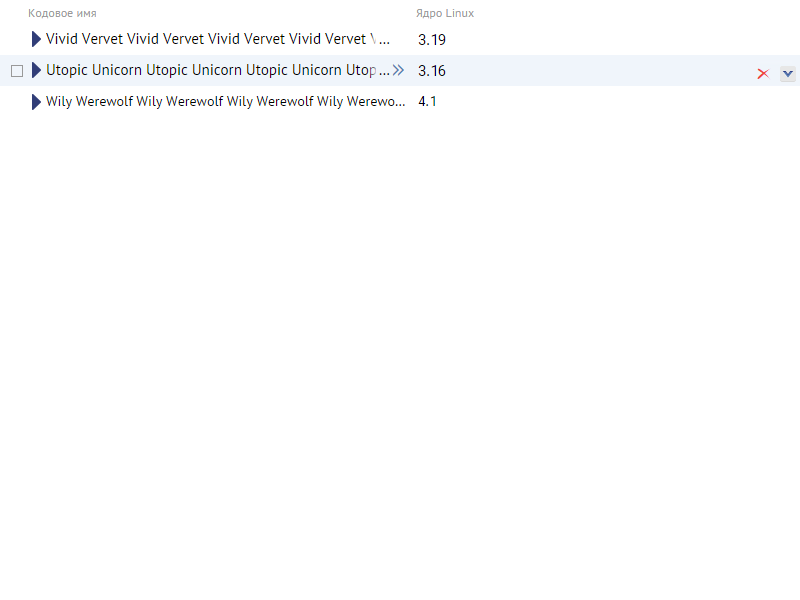 Кодовое имя Ядро Linux
Vivid Vervet Vivid Vervet Vivid Vervet Vivid Vervet V... 3.19
Utopic Unicorn Utopic Unicorn Utopic Unicorn Utop... 3.16
Wily Werewolf Wily Werewolf Wily Werewolf Wily Werewo... 4.1